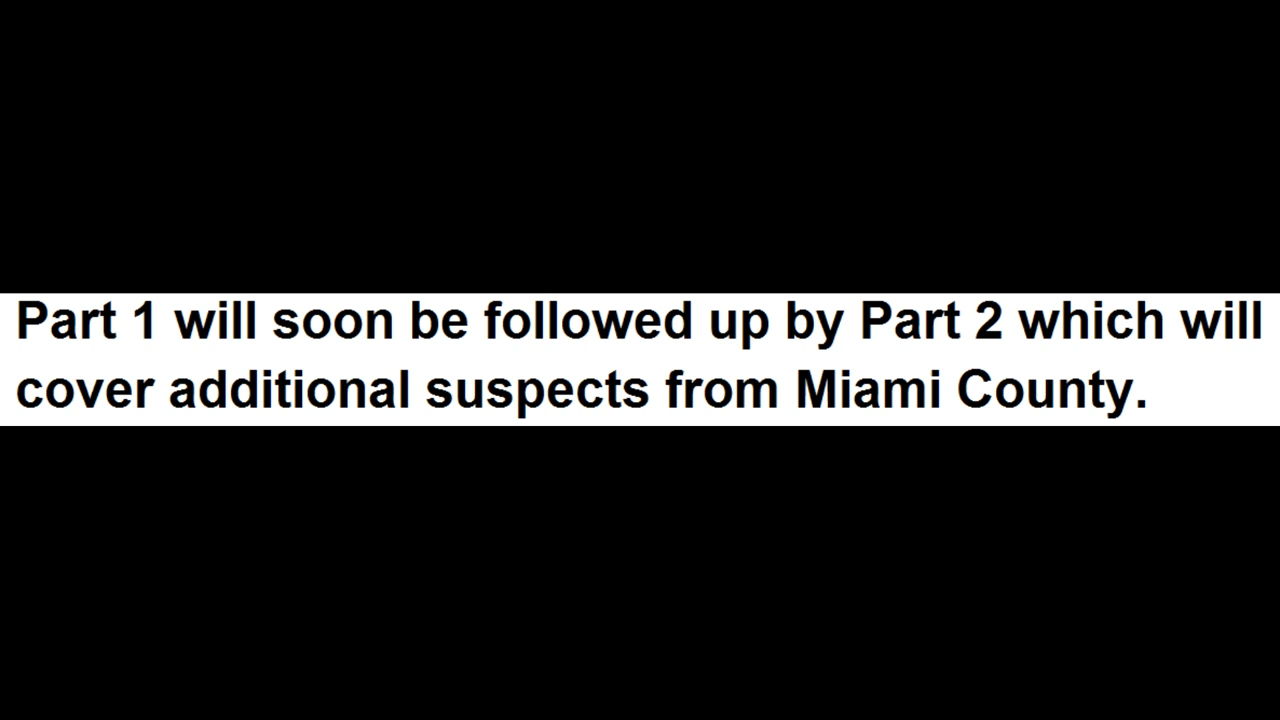 Part 1 will soon be followed up by Part 2 which will
cover additional suspects from Miami County.